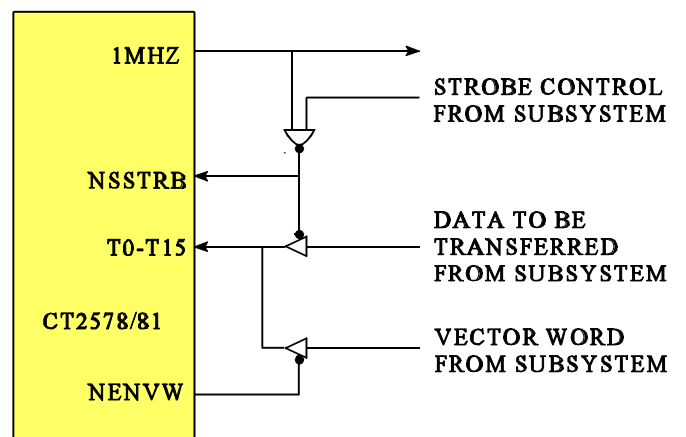 1MHZ
STROBE CONTROL
FROM SUBSYSTEM
NSSTRB
DATA TO BE
TRANSFERRED
FROM SUBSYSTEM
T0-T15
CT2578/81
VECTOR WORD
FROM SUBSYSTEM
NENVW